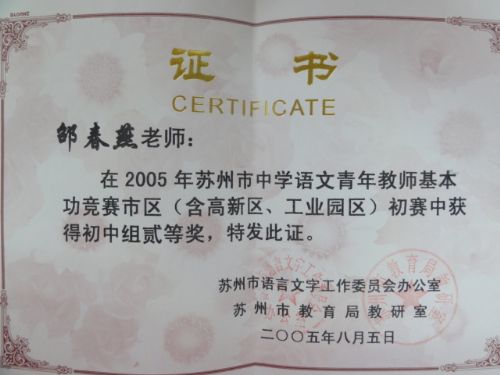 证书
CERTIFICATE
邹春燕老师：
在 2005 年苏州市中学语文青年教师基本
功竞赛市区（含高新区、工业园区）初赛中获
得初中组贰等奖，特发此证。
苏州市语言文字工作委员会办公室
苏州市教育局教研室
二〇〇五年八月五日